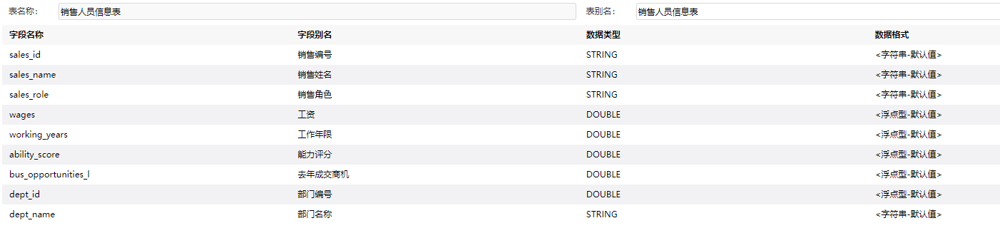 表名称： 销售人员信息表 表别名： 销售人员信息表
字段名称 字段别名 数据类型 数据格式
sales_id 销售编号 STRING <字符串-默认值>
sales_name 销售姓名 STRING <字符串-默认值>
sales_role 销售角色 STRING <字符串-默认值>
wages 工资 DOUBLE <浮点型-默认值>
working_years 工作年限 DOUBLE <浮点型-默认值>
ability_score 能力评分 DOUBLE <浮点型-默认值>
bus_opportunities_l 去年成交商机 DOUBLE <浮点型-默认值>
dept_id 部门编号 DOUBLE <浮点型-默认值>
dept_name 部门名称 STRING <字符串-默认值>